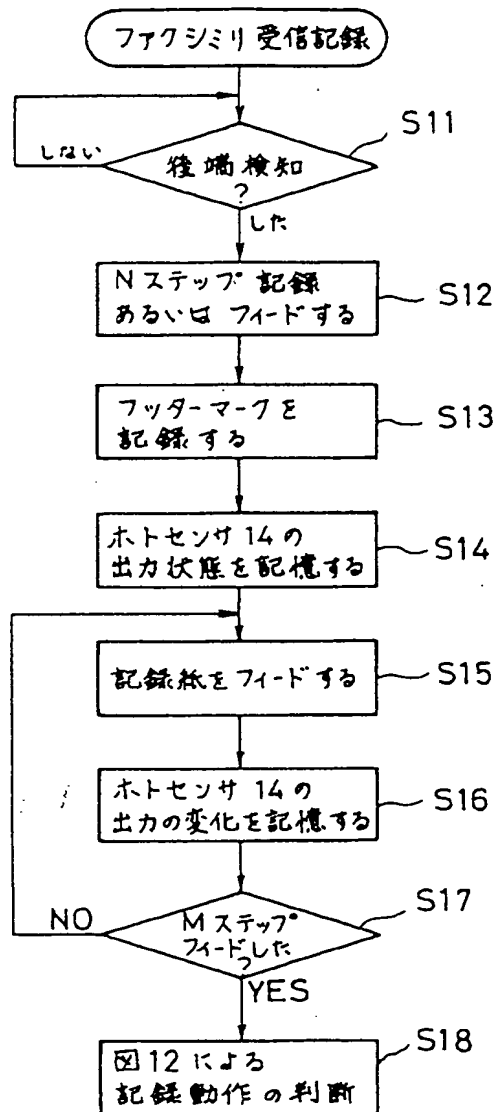 ファクシミリ受信記録
S11
しない
後端検知
?
した
Nステップ記録
あるいはフィードする
S12
フッターマークを
記録する
S13
ホトセンサ14の
出力状態を記憶する
S14
記録紙をフィードする
S15
ホトセンサ14の
出力の変化を記憶する
S16
S17
NO
Mステップ
フィードした
?
YES
S18
図12による
記録動作の判断